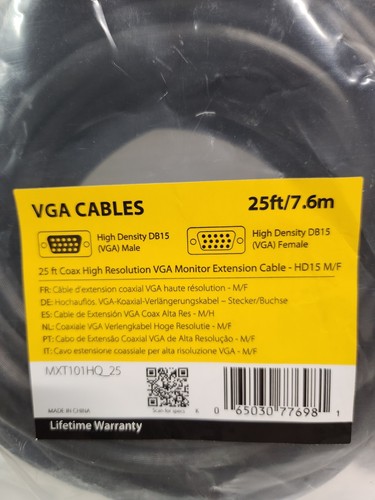 VGA CABLES 25ft/7.6m
High Density DB15 (VGA) Male
High Density DB15 (VGA) Female
25 ft Coax High Resolution VGA Monitor Extension Cable - HD15 M/F
FR: Câble d'extension coaxial VGA haute résolution - M/F
DE: Hochauflös. VGA-Koaxial-Verlängerungskabel – Stecker/Buchse
ES: Cable de Extensión VGA Coax Alta Res - M/H
NL: Coaxiale VGA Verlengkabel Hoge Resolutie - M/F
PT: Cabo de Extensão Coaxial VGA de Alta Resolução - M/F
IT: Cavo estensione coassiale per alta risoluzione VGA - M/F
MXT101HQ_25
MADE IN CHINA
Scan for specs K
0 65030 77698 1
Lifetime Warranty